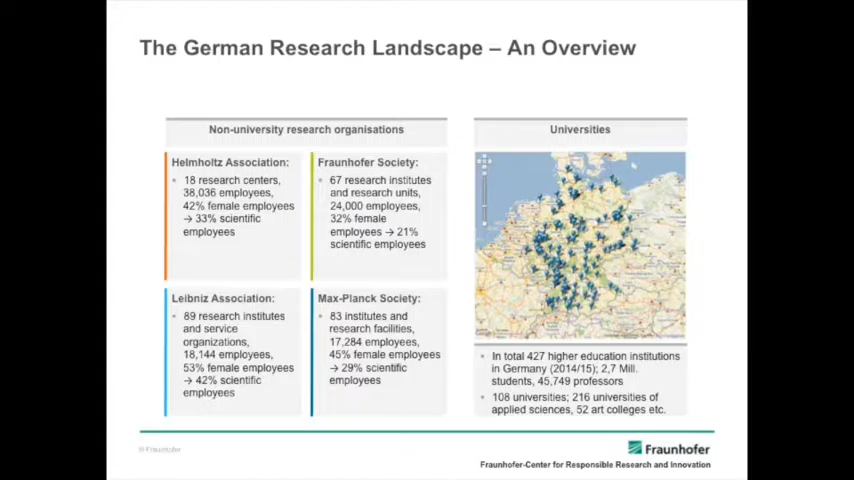 The German Research Landscape – An Overview
Non-university research organisations
Helmholtz Association:
18 research centers,
38,036 employees,
42% female employees
→ 33% scientific
employees
Fraunhofer Society:
67 research institutes
and research units,
24,000 employees,
32% female
employees → 21%
scientific employees
Leibniz Association:
89 research institutes
and service
organizations,
18,144 employees,
53% female employees
→ 42% scientific
employees
Max-Planck Society:
83 institutes and
research facilities,
17,284 employees,
45% female employees
→ 29% scientific
employees
Universities
In total 427 higher education institutions
in Germany (2014/15); 2,7 Mill.
students, 45,749 professors
108 universities; 216 universities of
applied sciences, 52 art colleges etc.
© Fraunhofer
Fraunhofer
Fraunhofer-Center for Responsible Research and Innovation